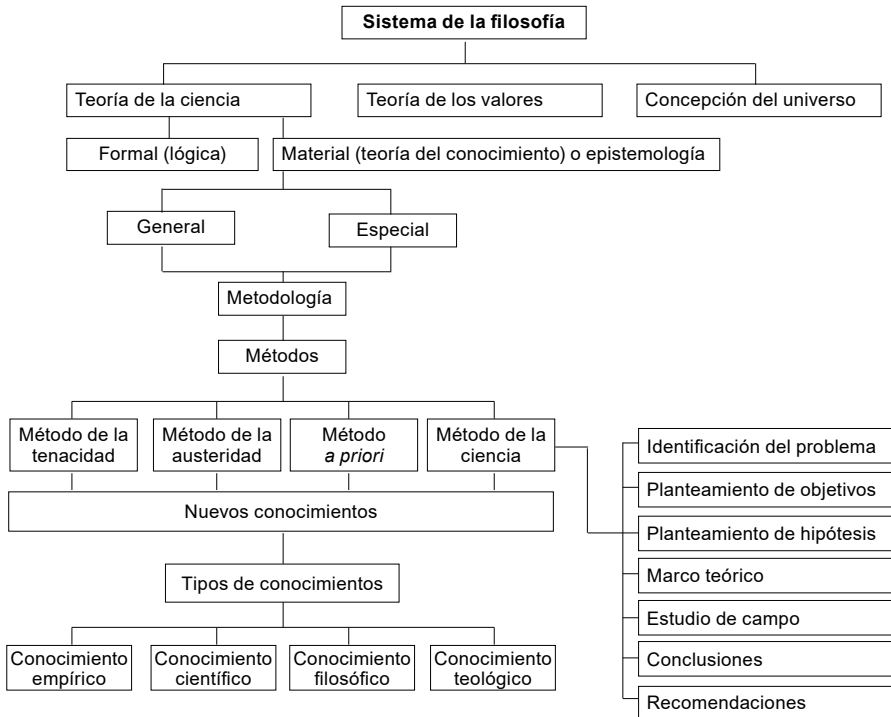 Sistema de la filosofía
Teoría de la ciencia
Teoría de los valores
Concepción del universo
Formal (lógica)
Material (teoría del conocimiento) o epistemología
General
Especial
Metodología
Métodos
Método de la
tenacidad
Método de la
austeridad
Método
a priori
Método de la
ciencia
Nuevos conocimientos
Tipos de conocimientos
Conocimiento
empírico
Conocimiento
científico
Conocimiento
filosófico
Conocimiento
teológico
Identificación del problema
Planteamiento de objetivos
Planteamiento de hipótesis
Marco teórico
Estudio de campo
Conclusiones
Recomendaciones